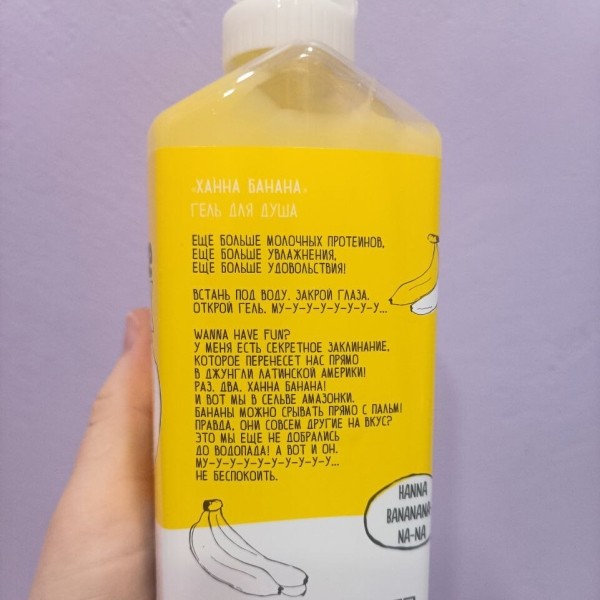 «ХАННА БАНАНА»
ГЕЛЬ ДЛЯ ДУША
ЕЩЕ БОЛЬШЕ МОЛОЧНЫХ ПРОТЕИНОВ,
ЕЩЕ БОЛЬШЕ УВЛАЖНЕНИЯ,
ЕЩЕ БОЛЬШЕ УДОВОЛЬСТВИЯ!
ВСТАНЬ ПОД ВОДУ. ЗАКРОЙ ГЛАЗА.
ОТКРОЙ ГЕЛЬ. МУ-У-У-У-У-У-У-У...
WANNA HAVE FUN?
У МЕНЯ ЕСТЬ СЕКРЕТНОЕ ЗАКЛИНАНИЕ,
КОТОРОЕ ПЕРЕНЕСЕТ НАС ПРЯМО
В ДЖУНГЛИ ЛАТИНСКОЙ АМЕРИКИ!
РАЗ, ДВА, ХАННА БАНАНА!
И ВОТ МЫ В СЕЛЬВЕ АМАЗОНКИ.
БАНАНЫ МОЖНО СРЫВАТЬ ПРЯМО С ПАЛЬМ!
ПРАВДА, ОНИ СОВСЕМ ДРУГИЕ НА ВКУС?
ЭТО МЫ ЕЩЕ НЕ ДОБРАЛИСЬ
ДО ВОДОПАДА! А ВОТ И ОН.
МУ-У-У-У-У-У-У-У-У-У...
НЕ БЕСПОКОИТЬ.
HANNA
BANANANA-
NA-NA